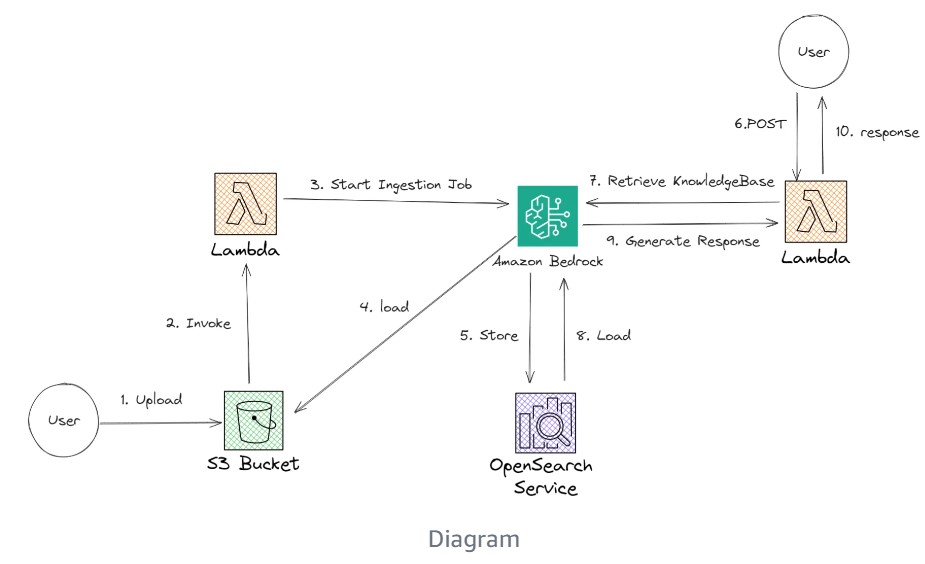 User
6.POST
10. response
3. Start Ingestion Job
7. Retrieve KnowledgeBase
Lambda
9. Generate Response
Lambda
Amazon Bedrock
4. load
2. Invoke
5. Store
8. Load
1. Upload
User
S3 Bucket
OpenSearch
Service
Diagram